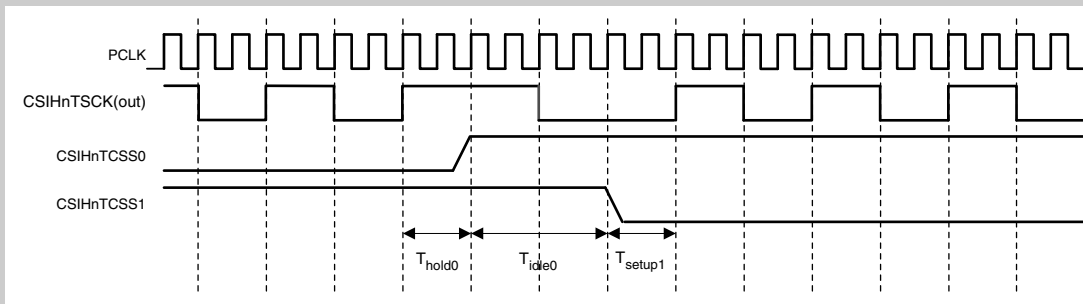 PCLK
CSIHnTSCK(out)
CSIHnTCSS0
CSIHnTCSS1
Thold0 Tidle0 Tsetup1